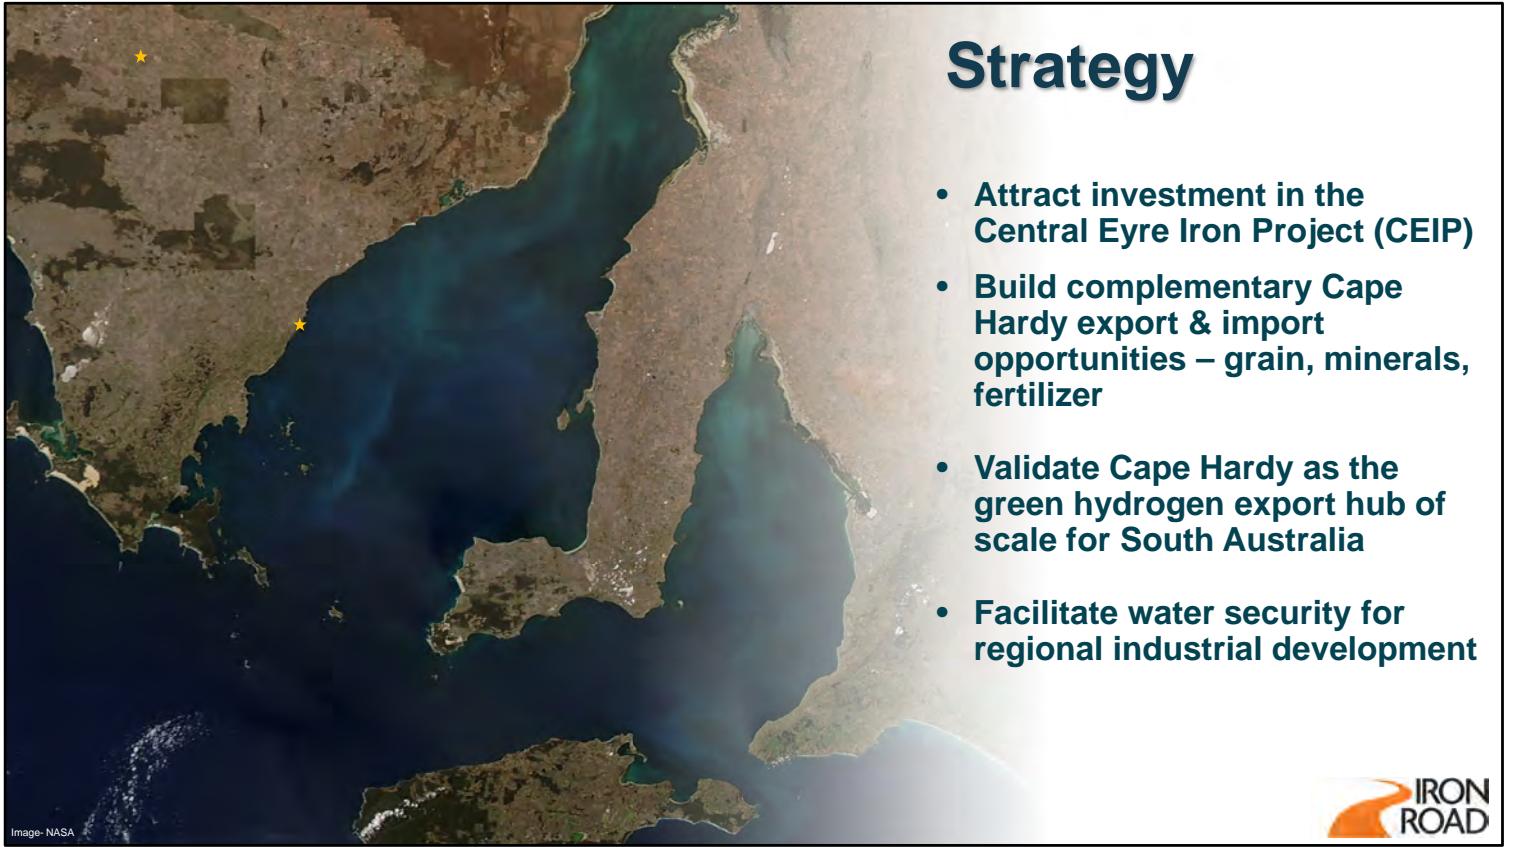 Strategy
• Attract investment in the
Central Eyre Iron Project (CEIP)
• Build complementary Cape
Hardy export & import
opportunities – grain, minerals,
fertilizer
• Validate Cape Hardy as the
green hydrogen export hub of
scale for South Australia
• Facilitate water security for
regional industrial development
Image- NASA
IRON
ROAD